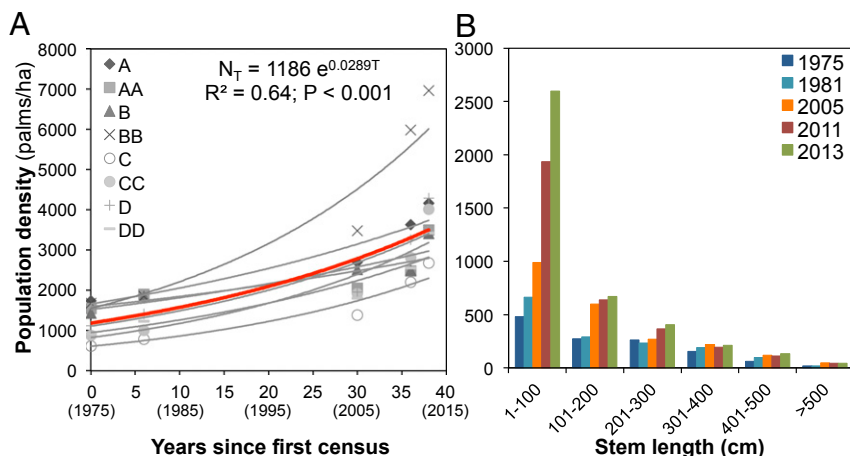 A
8000
7000
6000
5000
4000
3000
2000
1000
0
Population density (palms/ha)
A
AA
B
BB
C
CC
D
DD
N_T = 1186 e^0.0289T
R² = 0.64; P < 0.001
0 5 10 15 20 25 30 35 40
(1975) (1985) (1995) (2005) (2015)
Years since first census
B
3000
2500
2000
1500
1000
500
0
1975
1981
2005
2011
2013
1-100 101-200 201-300 301-400 401-500 >500
Stem length (cm)